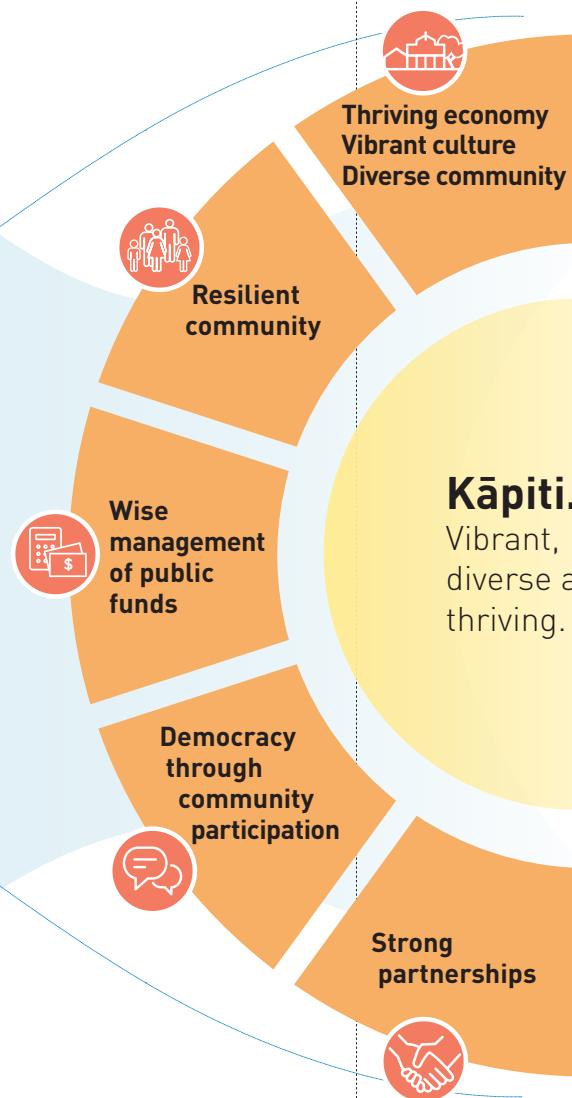 Thriving economy
Vibrant culture
Diverse community
Resilient
community
Wise
management
of public
funds
Kāpiti.
Vibrant,
diverse a
thriving.
Democracy
through
community
participation
Strong
partnerships
$